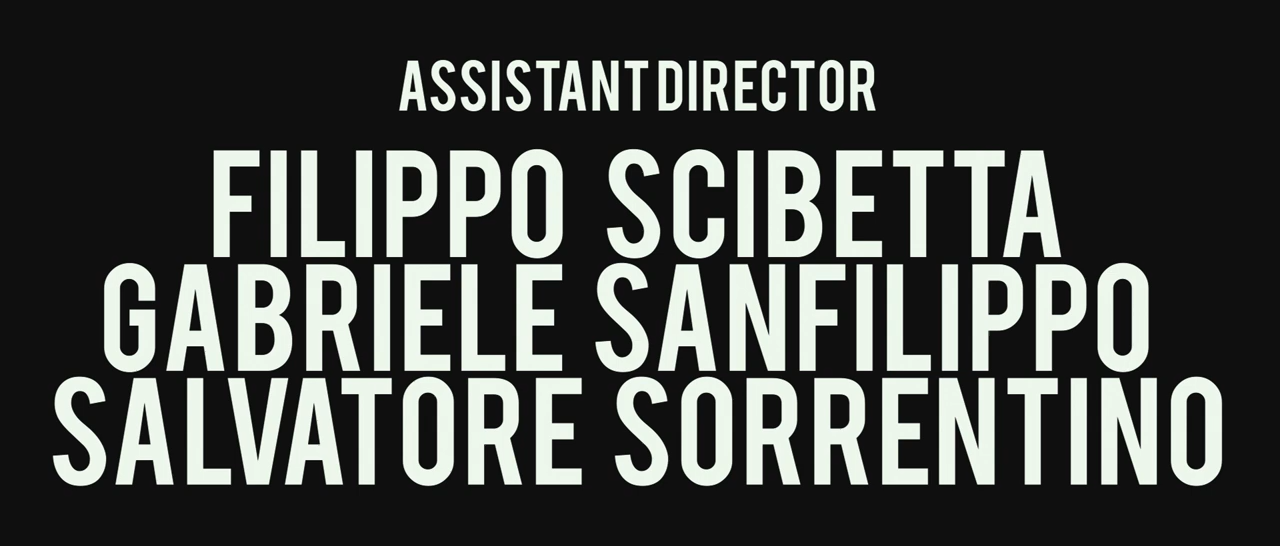 ASSISTANT DIRECTOR
FILIPPO SCIBETTA
GABRIELE SANFILIPPO
SALVATORE SORRENTINO